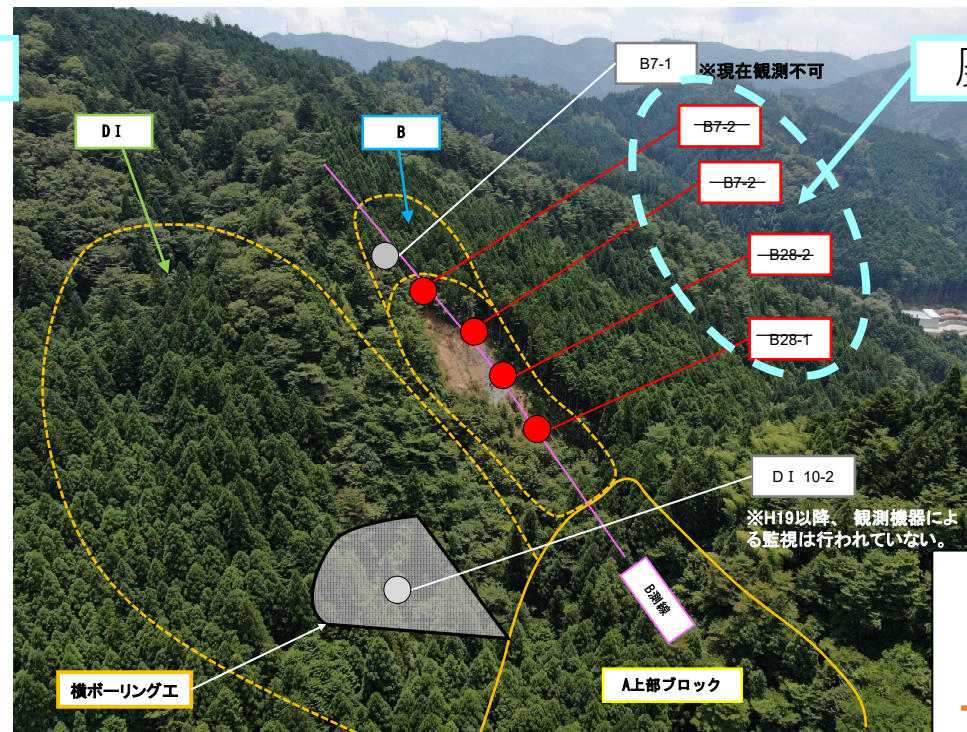 B7-1
※現在観測不可
DⅠ
B
B7-2
B7-2
B28-2
B28-1
DⅠ 10-2
※H19以降、 観測機器によ
る監視は行われていない。
B測線
横ボーリング工
A上部ブロック